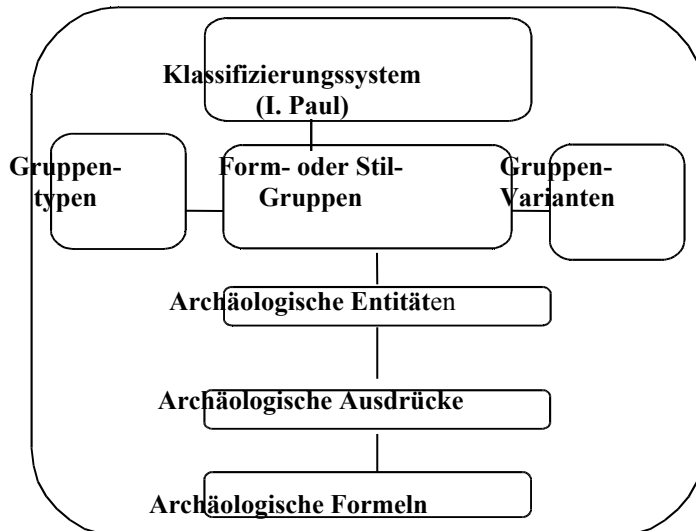 Klassifizierungssystem
(I. Paul)
Gruppen-
typen
Form- oder Stil-
Gruppen
Gruppen-
Varianten
Archäologische Entitäten
Archäologische Ausdrücke
Archäologische Formeln